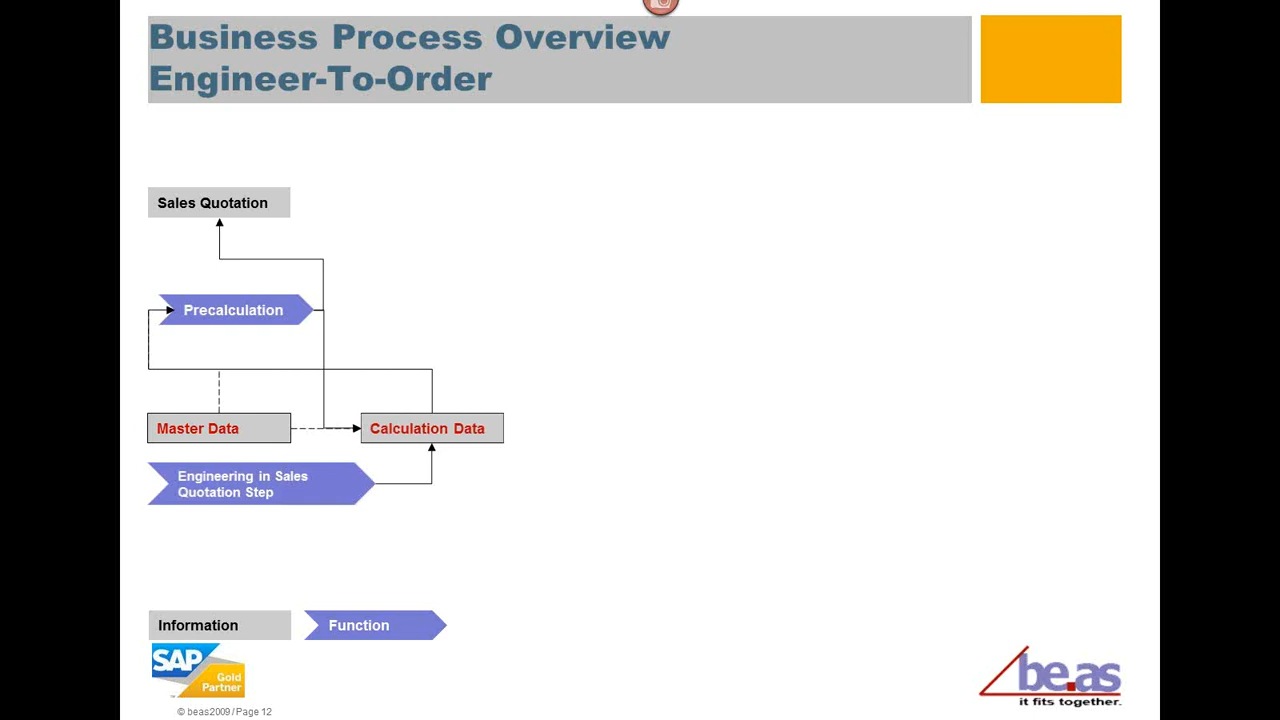 Business Process Overview
Engineer-To-Order
Sales Quotation
Precalculation
Master Data
Calculation Data
Engineering in Sales
Quotation Step
Information
Function
SAP
Gold
Partner
be.as
it fits together.
© beas2009 / Page 12